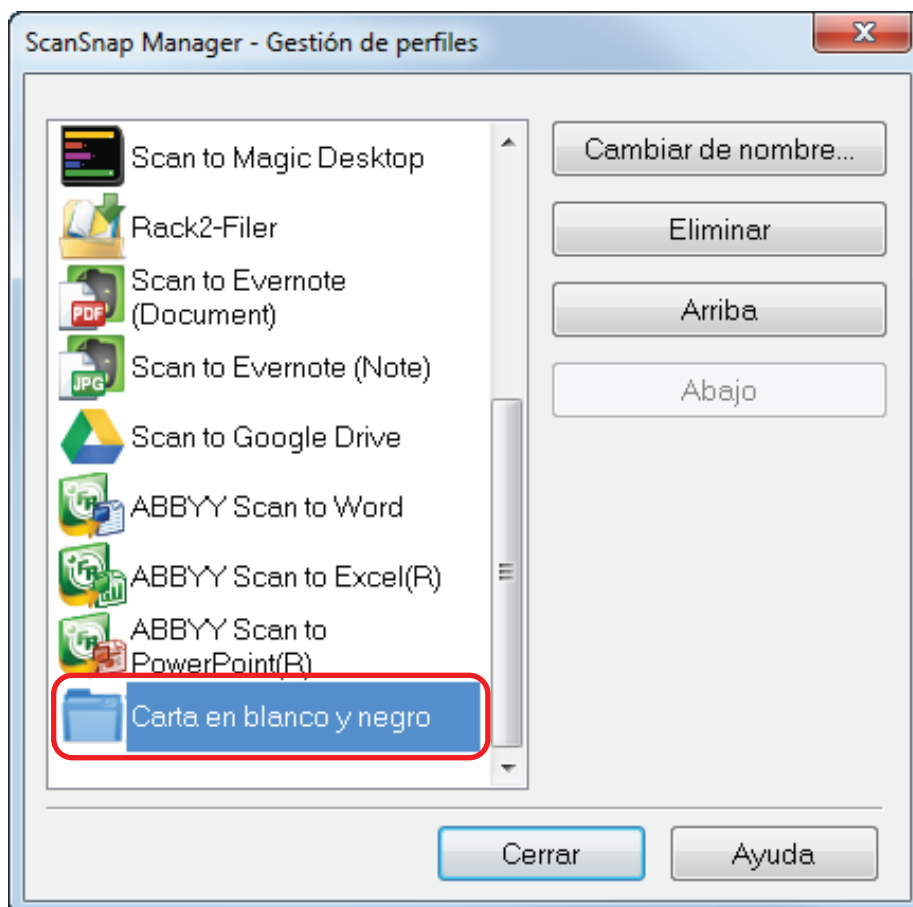 ScanSnap Manager - Gestión de perfiles
Scan to Magic Desktop
Rack2-Filer
Scan to Evernote
(Document)
PDF
Scan to Evernote (Note)
JPG
Scan to Google Drive
ABBYY Scan to Word
ABBYY Scan to Excel(R)
ABBYY Scan to
PowerPoint(R)
Carta en blanco y negro
Cambiar de nombre...
Eliminar
Arriba
Abajo
Cerrar
Ayuda